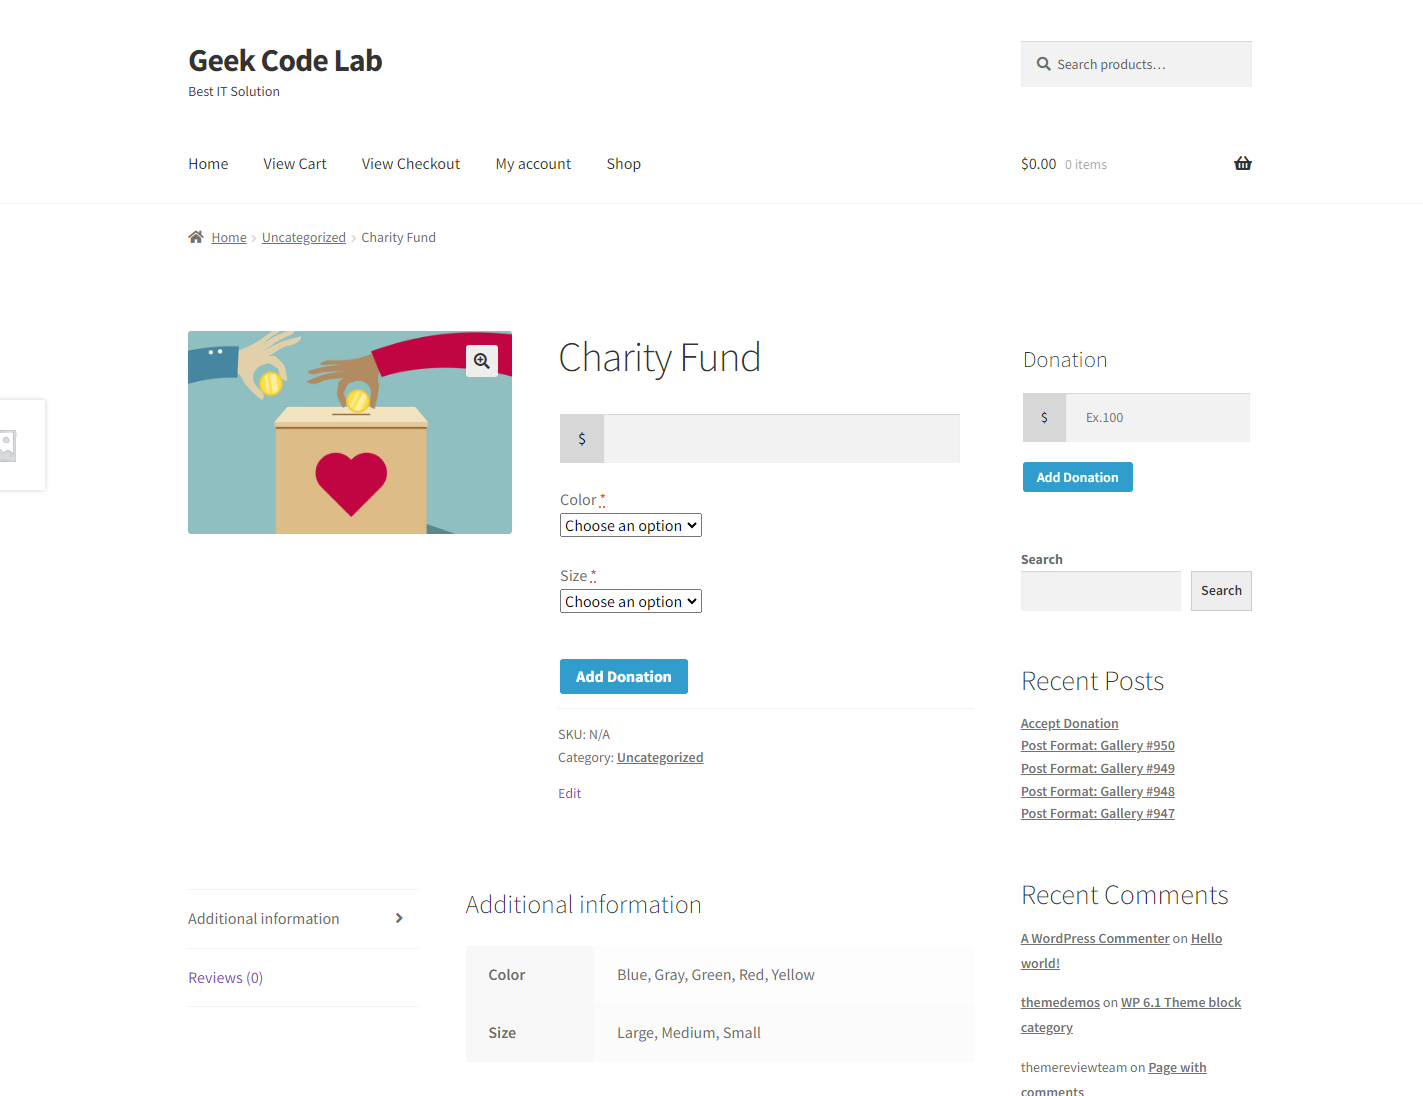 Geek Code Lab
Best IT Solution
Search products…
Home View Cart View Checkout My account Shop
$0.00 0 items
Home Uncategorized Charity Fund
Charity Fund
$
Color *
Choose an option
Size *
Choose an option
Add Donation
SKU: N/A
Category: Uncategorized
Edit
Donation
$ Ex.100
Add Donation
Search
Search
Recent Posts
Accept Donation
Post Format: Gallery #950
Post Format: Gallery #949
Post Format: Gallery #948
Post Format: Gallery #947
Recent Comments
A WordPress Commenter on Hello
world!
themedemos on WP 6.1 Theme block
category
themereviewteam on Page with
comments
Additional information
Reviews (0)
Additional information
Color Blue, Gray, Green, Red, Yellow
Size Large, Medium, Small